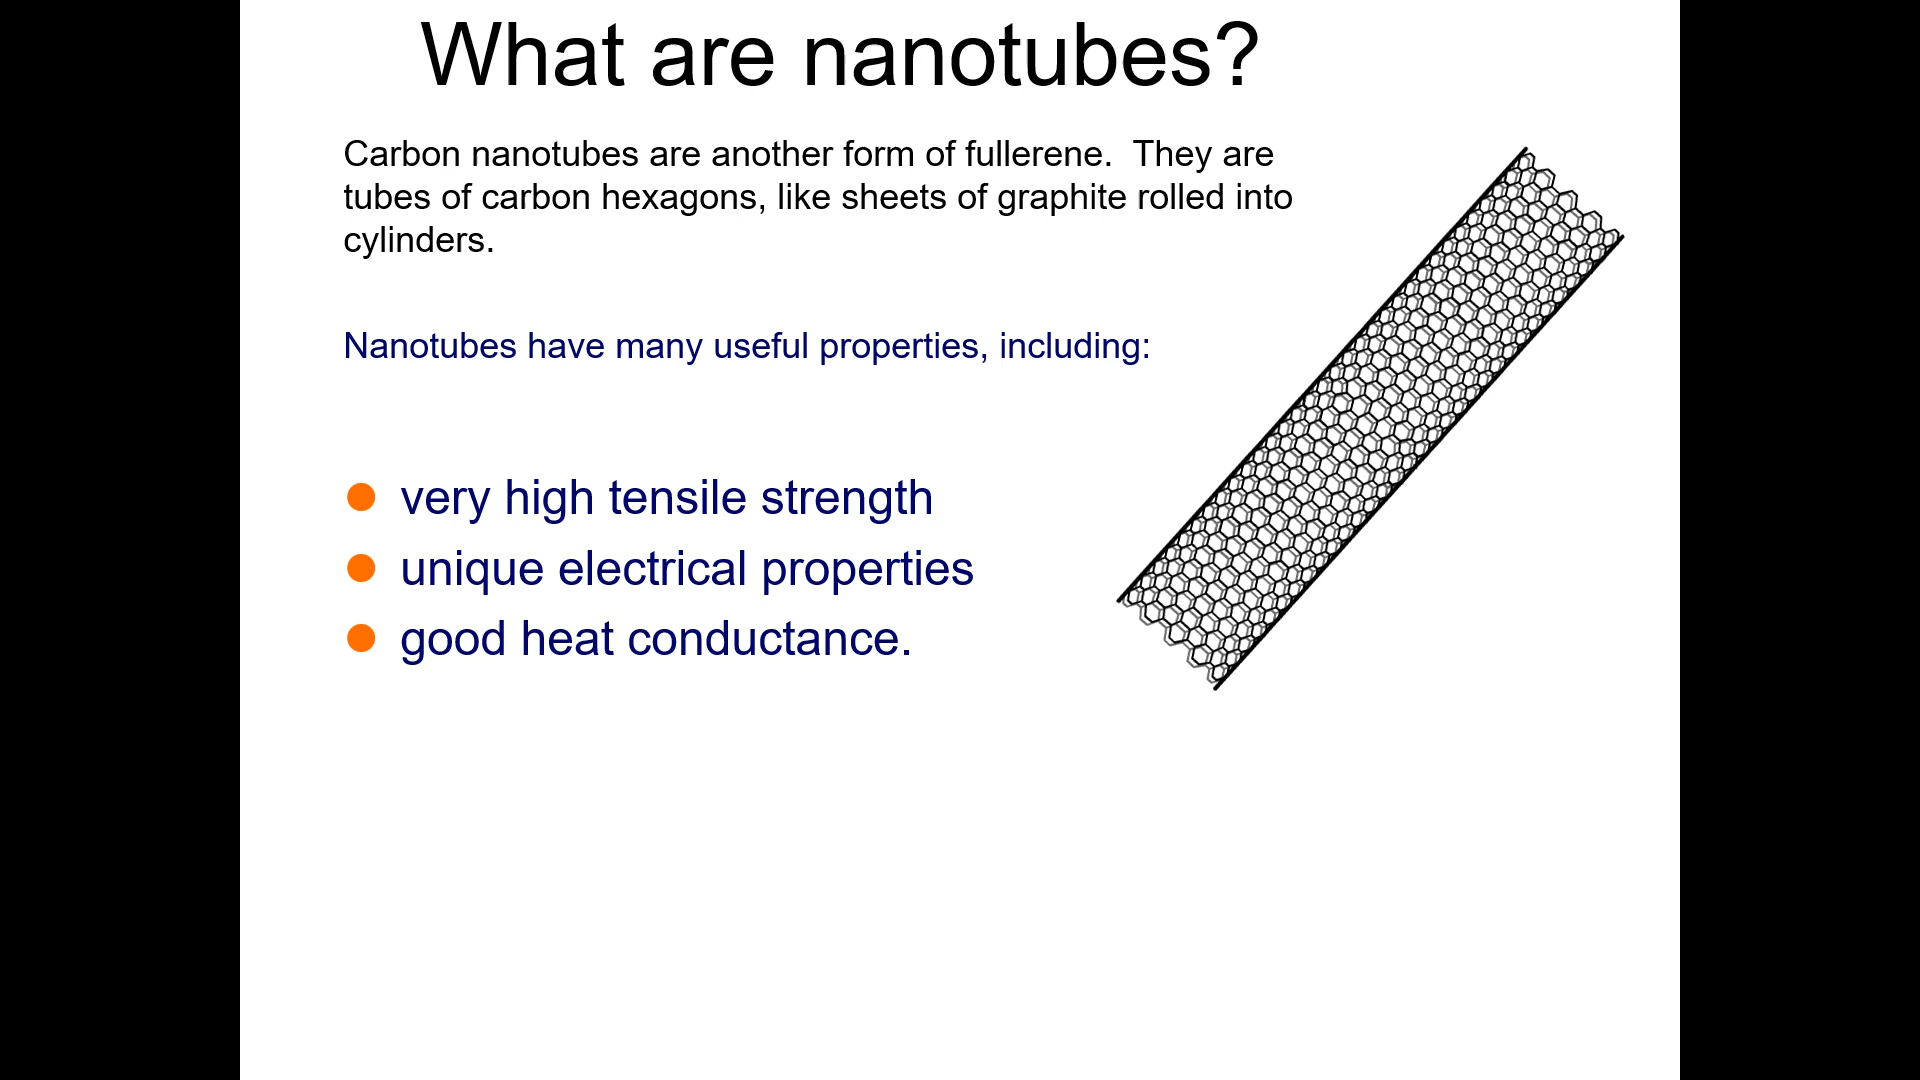 What are nanotubes?
Carbon nanotubes are another form of fullerene.  They are
tubes of carbon hexagons, like sheets of graphite rolled into
cylinders.
Nanotubes have many useful properties, including:
very high tensile strength
unique electrical properties
good heat conductance.